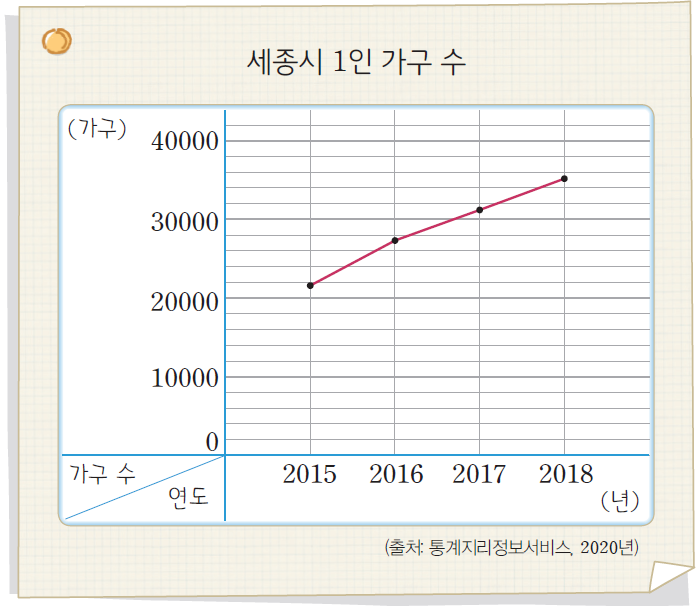 세종시 1인 가구 수
(가구)
40000
30000
20000
10000
0
가구 수
연도
2015 2016 2017 2018
(년)
(출처: 통계지리정보서비스, 2020년)